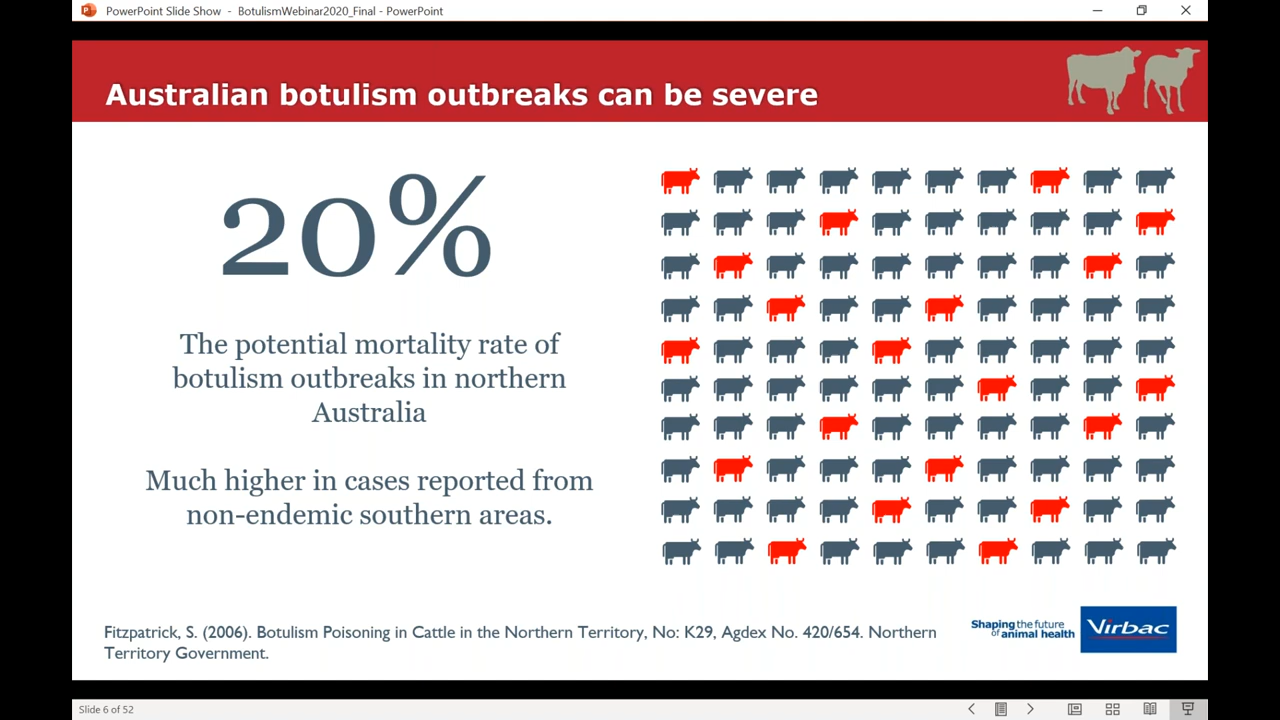 PowerPoint Slide Show - BotulismWebinar2020_Final - PowerPoint
Australian botulism outbreaks can be severe
20%
The potential mortality rate of
botulism outbreaks in northern
Australia
Much higher in cases reported from
non-endemic southern areas.
Fitzpatrick, S. (2006). Botulism Poisoning in Cattle in the Northern Territory, No: K29, Agdex No. 420/654. Northern
Territory Government.
Shaping the future
of animal health
Virbac
Slide 6 of 52